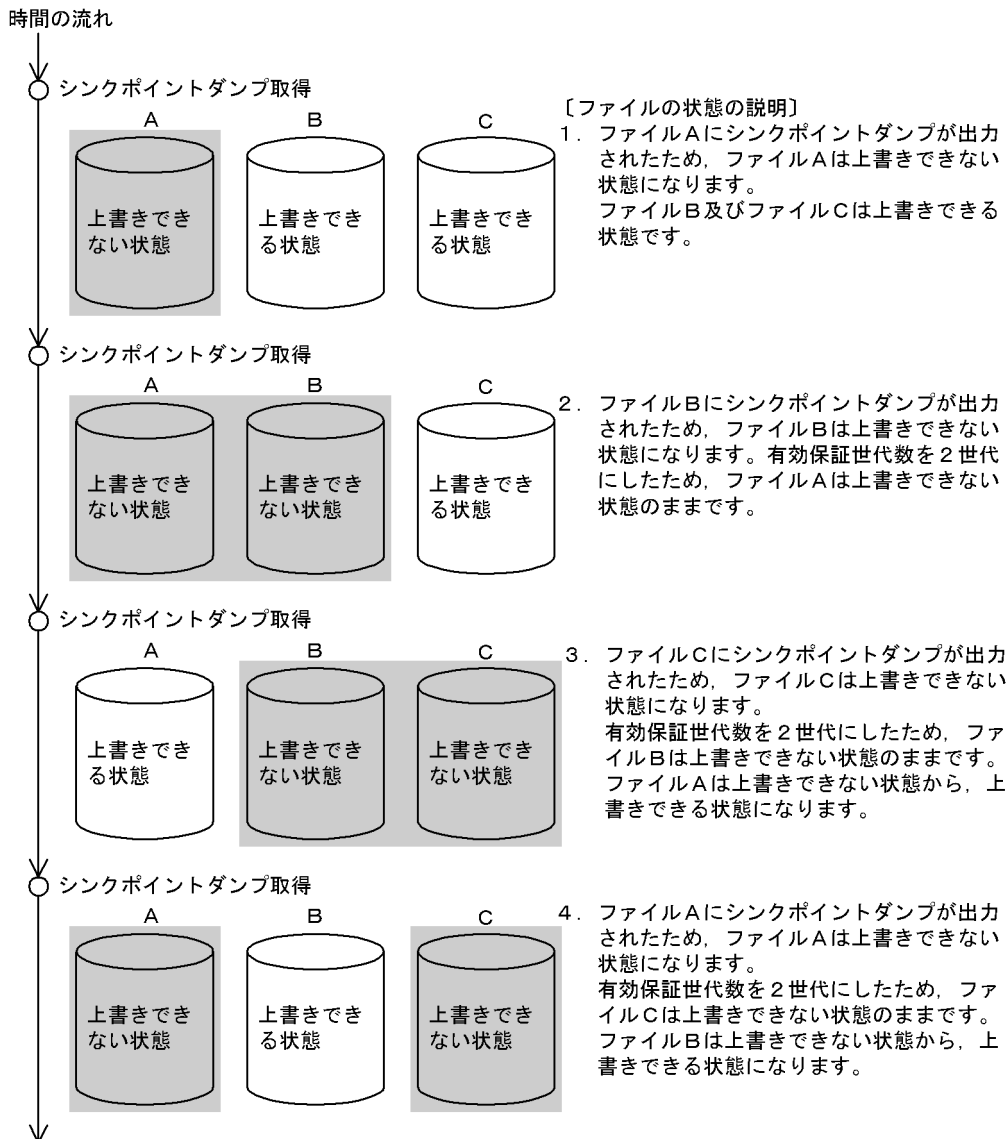 時間の流れ
シンクポイントダンプ取得
A
B
C
上書きでき
ない状態
上書きでき
る状態
上書きでき
る状態
〔ファイルの状態の説明〕
1. ファイルAにシンクポイントダンプが出力
されたため，ファイルAは上書きできない
状態になります。
ファイルB及びファイルCは上書きできる
状態です。
シンクポイントダンプ取得
A
B
C
上書きでき
ない状態
上書きでき
ない状態
上書きでき
る状態
2. ファイルBにシンクポイントダンプが出力
されたため，ファイルBは上書きできない
状態になります。有効保証世代数を2世代
にしたため，ファイルAは上書きできない
状態のままです。
シンクポイントダンプ取得
A
B
C
上書きでき
る状態
上書きでき
ない状態
上書きでき
ない状態
3. ファイルCにシンクポイントダンプが出力
されたため，ファイルCは上書きできない
状態になります。
有効保証世代数を2世代にしたため，ファ
イルBは上書きできない状態のままです。
ファイルAは上書きできない状態から，上
書きできる状態になります。
シンクポイントダンプ取得
A
B
C
上書きでき
ない状態
上書きでき
る状態
上書きでき
ない状態
4. ファイルAにシンクポイントダンプが出力
されたため，ファイルAは上書きできない
状態になります。
有効保証世代数を2世代にしたため，ファ
イルCは上書きできない状態のままです。
ファイルBは上書きできない状態から，上
書きできる状態になります。